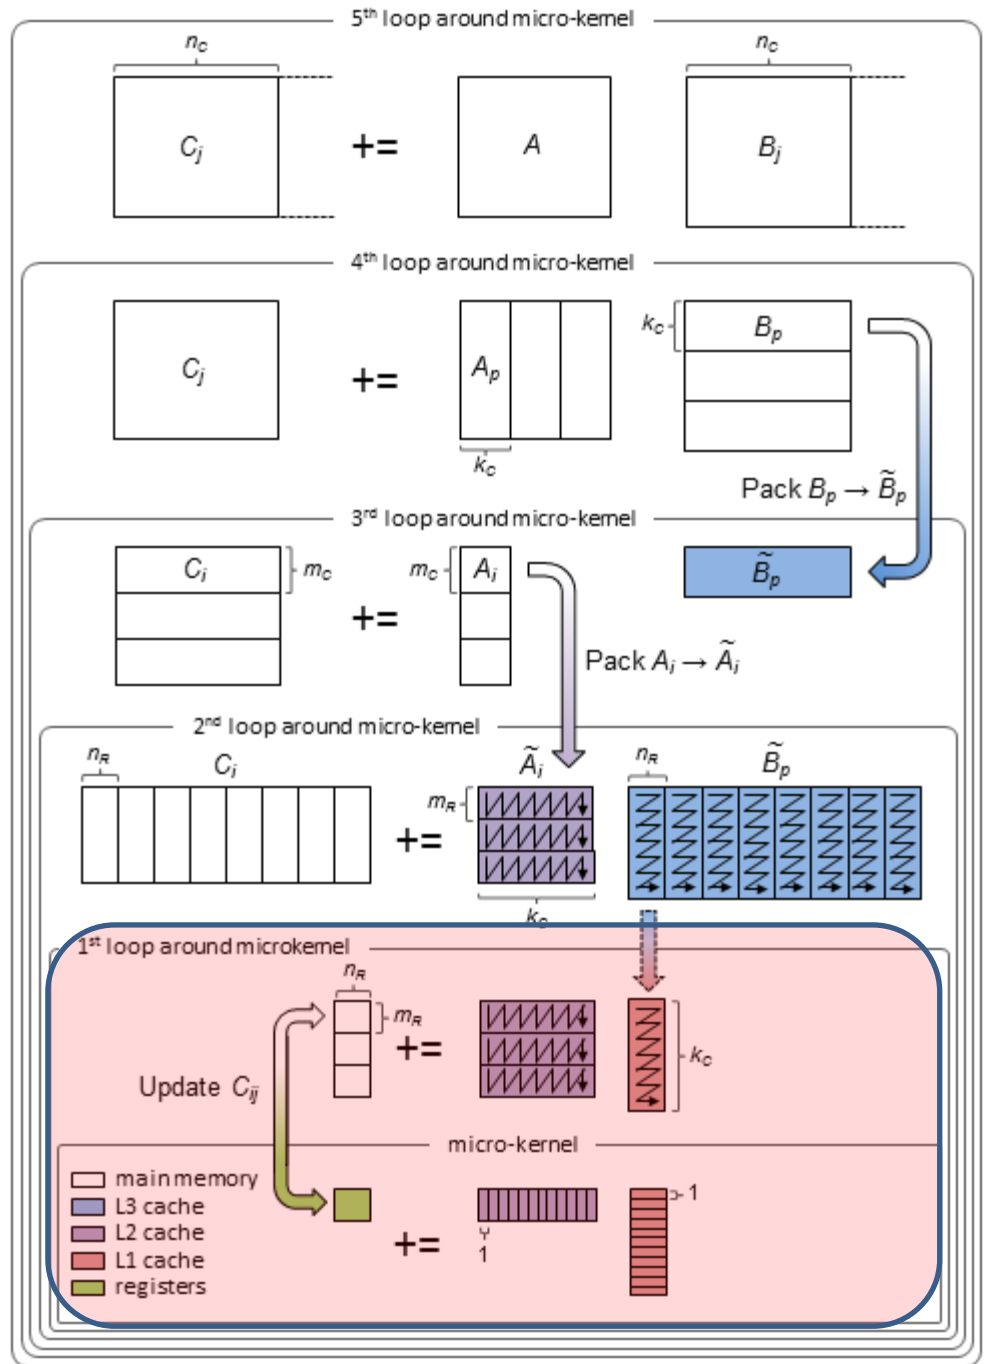 5th loop around micro-kernel
nC nC
Cj += A Bj
4th loop around micro-kernel
Cj += Ap kC Bp
kC
Pack Bp → B̃p
3rd loop around micro-kernel
Ci mC mC Ai B̃p
+=
Pack Ai → Ãi
2nd loop around micro-kernel
nR Ci Ãi nR B̃p
mR
+=
kC
1st loop around microkernel
nR
mR
+= kC
Update Cij
micro-kernel
main memory
L3 cache
L2 cache
L1 cache
registers
+=
1
1